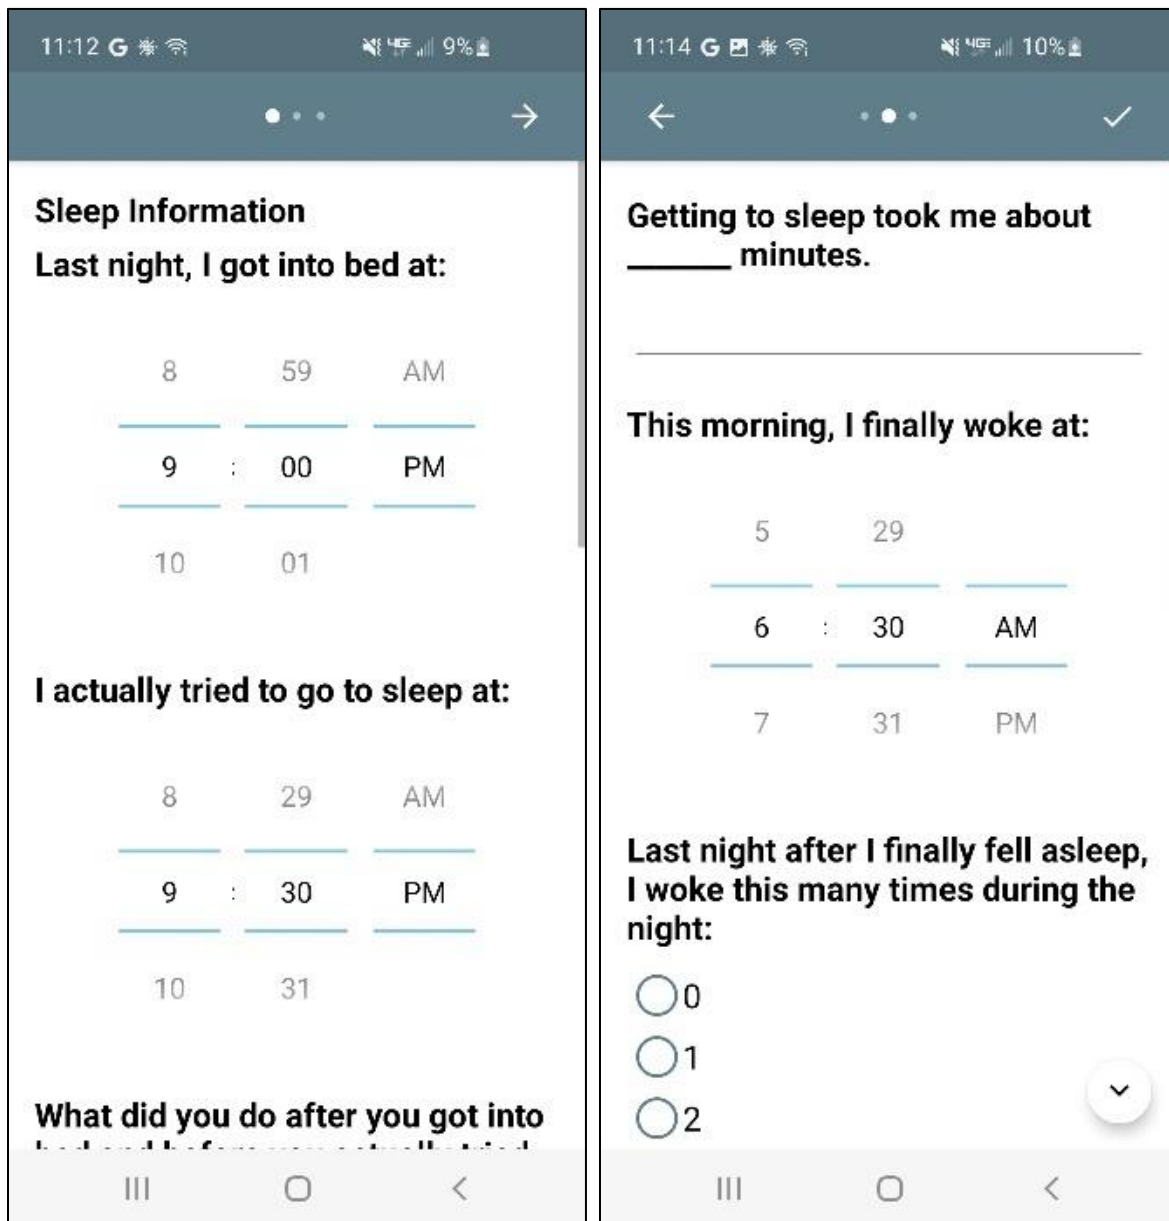 11:12 G 9%
Sleep Information
Last night, I got into bed at:
8 59 AM
9 : 00 PM
10 01
I actually tried to go to sleep at:
8 29 AM
9 : 30 PM
10 31
What did you do after you got into
11:14 G 10%
Getting to sleep took me about
______ minutes.
This morning, I finally woke at:
5 29
6 : 30 AM
7 31 PM
Last night after I finally fell asleep,
I woke this many times during the
night:
0
1
2